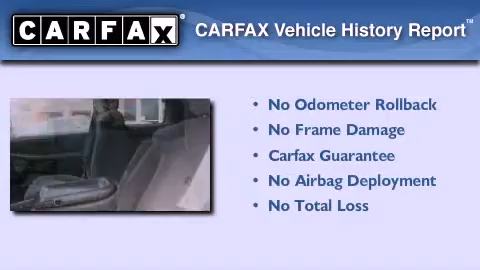 CARFAX® CARFAX Vehicle History Report™
• No Odometer Rollback
• No Frame Damage
• Carfax Guarantee
• No Airbag Deployment
• No Total Loss